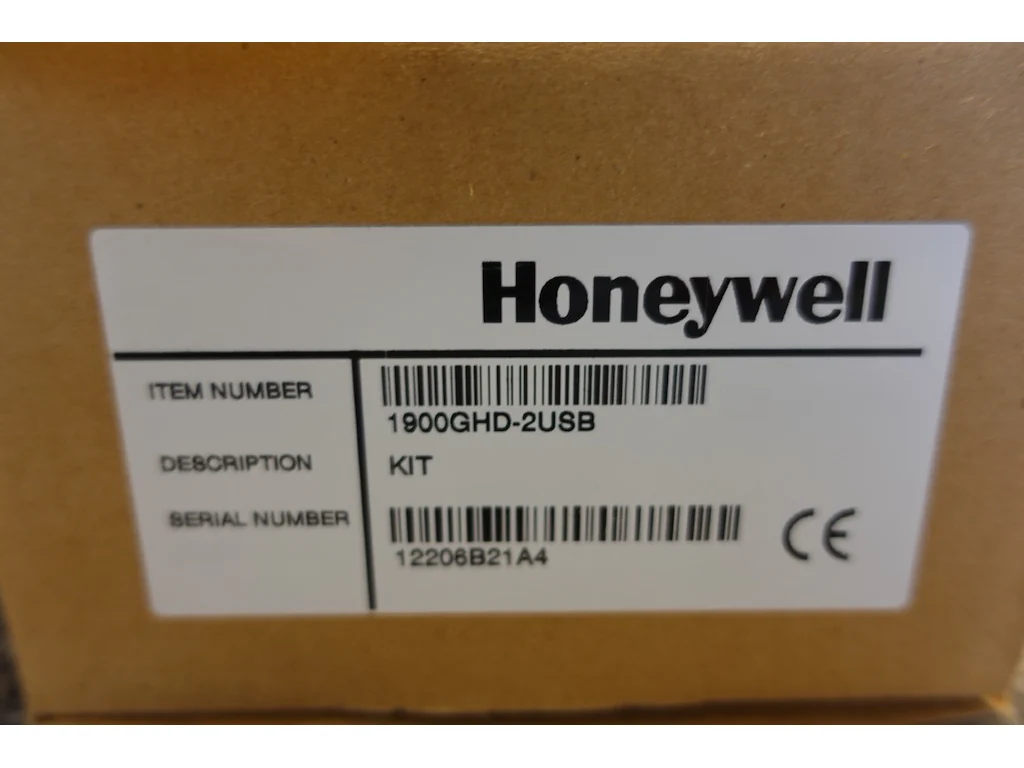 Honeywell
ITEM NUMBER
1900GHD-2USB
DESCRIPTION
KIT
SERIAL NUMBER
12206B21A4
CE